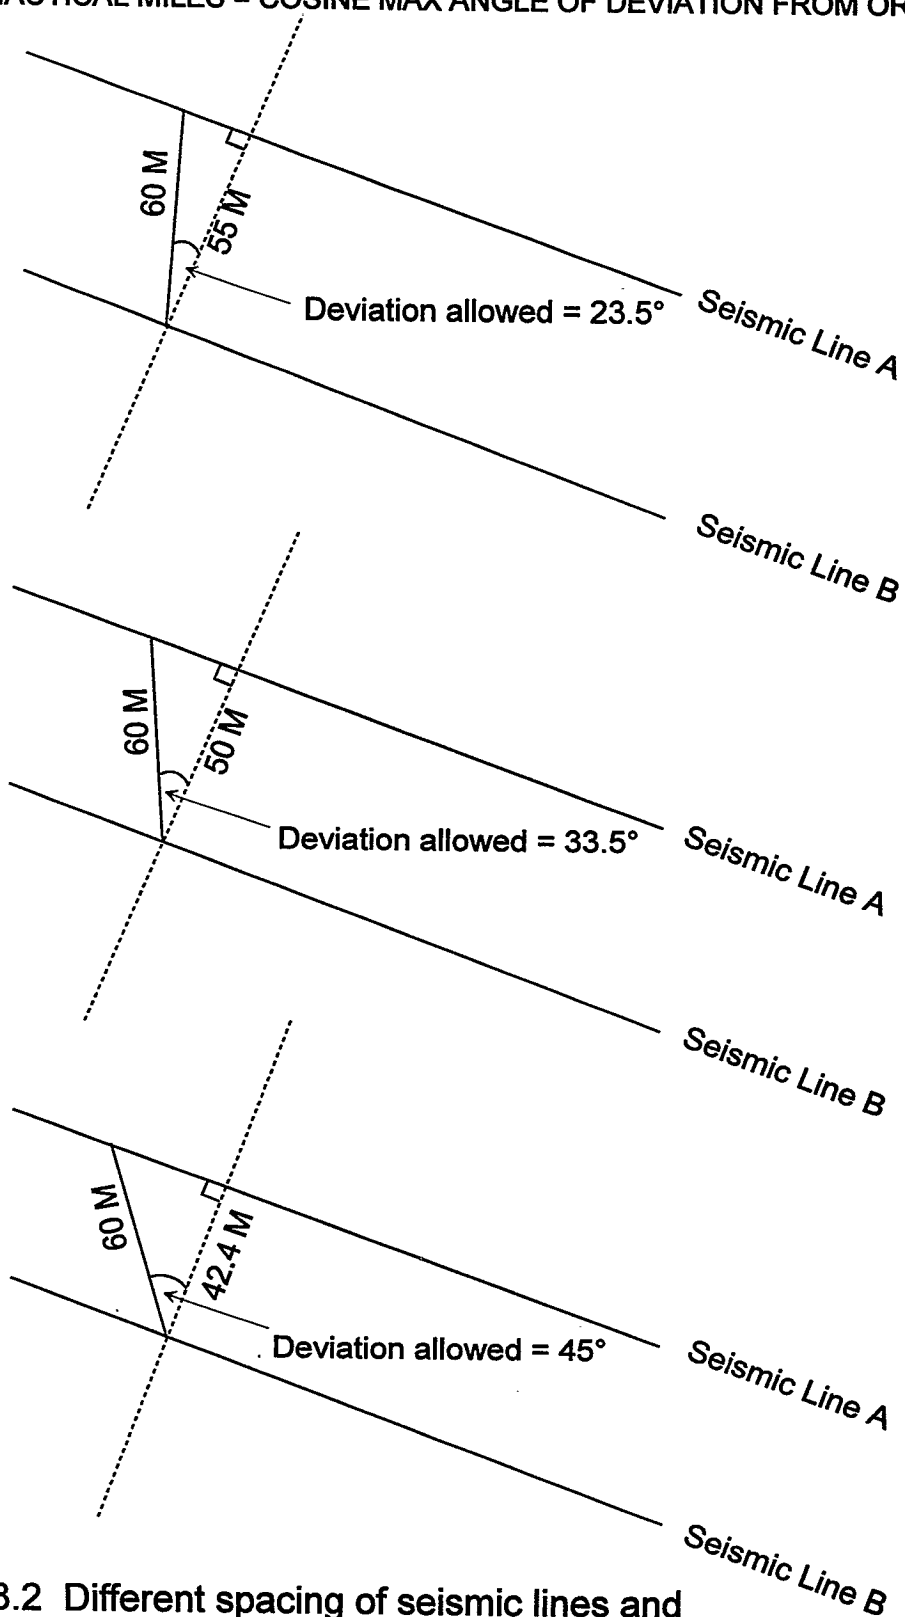 NAUTICAL MILES = COSINE MAX ANGLE OF DEVIATION FROM OR
60 M
55 M
Deviation allowed = 23.5°
Seismic Line A
Seismic Line B
60 M
50 M
Deviation allowed = 33.5°
Seismic Line A
Seismic Line B
60 M
42.4 M
Deviation allowed = 45°
Seismic Line A
Seismic Line B
3.2 Different spacing of seismic lines and